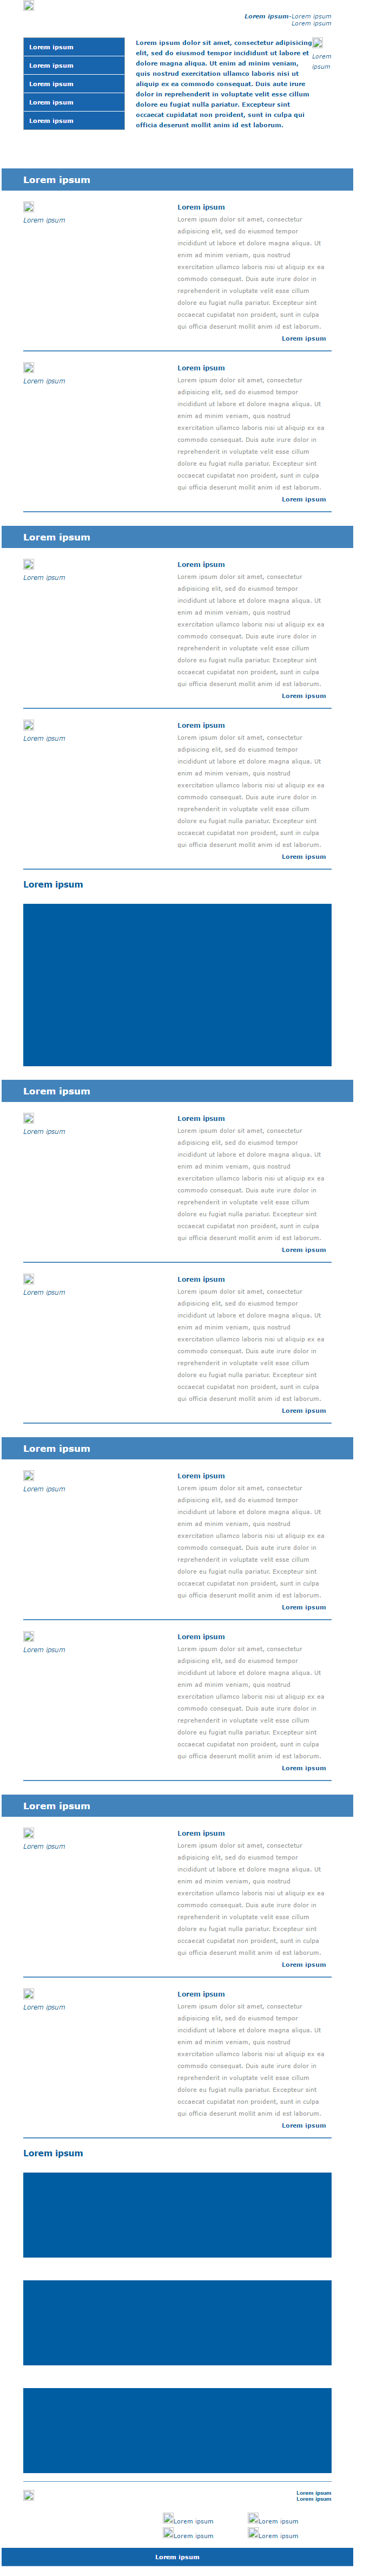 Lorem ipsum-Lorem ipsum
Lorem ipsum
Lorem ipsum
Lorem ipsum
Lorem ipsum
Lorem ipsum
Lorem ipsum
Lorem ipsum dolor sit amet, consectetur adipisicing
elit, sed do eiusmod tempor incididunt ut labore et
dolore magna aliqua. Ut enim ad minim veniam,
quis nostrud exercitation ullamco laboris nisi ut
aliquip ex ea commodo consequat. Duis aute irure
dolor in reprehenderit in voluptate velit esse cillum
dolore eu fugiat nulla pariatur. Excepteur sint
occaecat cupidatat non proident, sunt in culpa qui
officia deserunt mollit anim id est laborum.
Lorem
ipsum
Lorem ipsum
Lorem ipsum
Lorem ipsum
Lorem ipsum dolor sit amet, consectetur
adipisicing elit, sed do eiusmod tempor
incididunt ut labore et dolore magna aliqua. Ut
enim ad minim veniam, quis nostrud
exercitation ullamco laboris nisi ut aliquip ex ea
commodo consequat. Duis aute irure dolor in
reprehenderit in voluptate velit esse cillum
dolore eu fugiat nulla pariatur. Excepteur sint
occaecat cupidatat non proident, sunt in culpa
qui officia deserunt mollit anim id est laborum.
Lorem ipsum
Lorem ipsum
Lorem ipsum
Lorem ipsum dolor sit amet, consectetur
adipisicing elit, sed do eiusmod tempor
incididunt ut labore et dolore magna aliqua. Ut
enim ad minim veniam, quis nostrud
exercitation ullamco laboris nisi ut aliquip ex ea
commodo consequat. Duis aute irure dolor in
reprehenderit in voluptate velit esse cillum
dolore eu fugiat nulla pariatur. Excepteur sint
occaecat cupidatat non proident, sunt in culpa
qui officia deserunt mollit anim id est laborum.
Lorem ipsum
Lorem ipsum
Lorem ipsum
Lorem ipsum
Lorem ipsum dolor sit amet, consectetur
adipisicing elit, sed do eiusmod tempor
incididunt ut labore et dolore magna aliqua. Ut
enim ad minim veniam, quis nostrud
exercitation ullamco laboris nisi ut aliquip ex ea
commodo consequat. Duis aute irure dolor in
reprehenderit in voluptate velit esse cillum
dolore eu fugiat nulla pariatur. Excepteur sint
occaecat cupidatat non proident, sunt in culpa
qui officia deserunt mollit anim id est laborum.
Lorem ipsum
Lorem ipsum
Lorem ipsum
Lorem ipsum dolor sit amet, consectetur
adipisicing elit, sed do eiusmod tempor
incididunt ut labore et dolore magna aliqua. Ut
enim ad minim veniam, quis nostrud
exercitation ullamco laboris nisi ut aliquip ex ea
commodo consequat. Duis aute irure dolor in
reprehenderit in voluptate velit esse cillum
dolore eu fugiat nulla pariatur. Excepteur sint
occaecat cupidatat non proident, sunt in culpa
qui officia deserunt mollit anim id est laborum.
Lorem ipsum
Lorem ipsum
Lorem ipsum
Lorem ipsum
Lorem ipsum
Lorem ipsum dolor sit amet, consectetur
adipisicing elit, sed do eiusmod tempor
incididunt ut labore et dolore magna aliqua. Ut
enim ad minim veniam, quis nostrud
exercitation ullamco laboris nisi ut aliquip ex ea
commodo consequat. Duis aute irure dolor in
reprehenderit in voluptate velit esse cillum
dolore eu fugiat nulla pariatur. Excepteur sint
occaecat cupidatat non proident, sunt in culpa
qui officia deserunt mollit anim id est laborum.
Lorem ipsum
Lorem ipsum
Lorem ipsum
Lorem ipsum dolor sit amet, consectetur
adipisicing elit, sed do eiusmod tempor
incididunt ut labore et dolore magna aliqua. Ut
enim ad minim veniam, quis nostrud
exercitation ullamco laboris nisi ut aliquip ex ea
commodo consequat. Duis aute irure dolor in
reprehenderit in voluptate velit esse cillum
dolore eu fugiat nulla pariatur. Excepteur sint
occaecat cupidatat non proident, sunt in culpa
qui officia deserunt mollit anim id est laborum.
Lorem ipsum
Lorem ipsum
Lorem ipsum
Lorem ipsum
Lorem ipsum dolor sit amet, consectetur
adipisicing elit, sed do eiusmod tempor
incididunt ut labore et dolore magna aliqua. Ut
enim ad minim veniam, quis nostrud
exercitation ullamco laboris nisi ut aliquip ex ea
commodo consequat. Duis aute irure dolor in
reprehenderit in voluptate velit esse cillum
dolore eu fugiat nulla pariatur. Excepteur sint
occaecat cupidatat non proident, sunt in culpa
qui officia deserunt mollit anim id est laborum.
Lorem ipsum
Lorem ipsum
Lorem ipsum
Lorem ipsum dolor sit amet, consectetur
adipisicing elit, sed do eiusmod tempor
incididunt ut labore et dolore magna aliqua. Ut
enim ad minim veniam, quis nostrud
exercitation ullamco laboris nisi ut aliquip ex ea
commodo consequat. Duis aute irure dolor in
reprehenderit in voluptate velit esse cillum
dolore eu fugiat nulla pariatur. Excepteur sint
occaecat cupidatat non proident, sunt in culpa
qui officia deserunt mollit anim id est laborum.
Lorem ipsum
Lorem ipsum
Lorem ipsum
Lorem ipsum
Lorem ipsum dolor sit amet, consectetur
adipisicing elit, sed do eiusmod tempor
incididunt ut labore et dolore magna aliqua. Ut
enim ad minim veniam, quis nostrud
exercitation ullamco laboris nisi ut aliquip ex ea
commodo consequat. Duis aute irure dolor in
reprehenderit in voluptate velit esse cillum
dolore eu fugiat nulla pariatur. Excepteur sint
occaecat cupidatat non proident, sunt in culpa
qui officia deserunt mollit anim id est laborum.
Lorem ipsum
Lorem ipsum
Lorem ipsum
Lorem ipsum dolor sit amet, consectetur
adipisicing elit, sed do eiusmod tempor
incididunt ut labore et dolore magna aliqua. Ut
enim ad minim veniam, quis nostrud
exercitation ullamco laboris nisi ut aliquip ex ea
commodo consequat. Duis aute irure dolor in
reprehenderit in voluptate velit esse cillum
dolore eu fugiat nulla pariatur. Excepteur sint
occaecat cupidatat non proident, sunt in culpa
qui officia deserunt mollit anim id est laborum.
Lorem ipsum
Lorem ipsum
Lorem ipsum
Lorem ipsum
Lorem ipsum Lorem ipsum
Lorem ipsum Lorem ipsum
Lorem ipsum